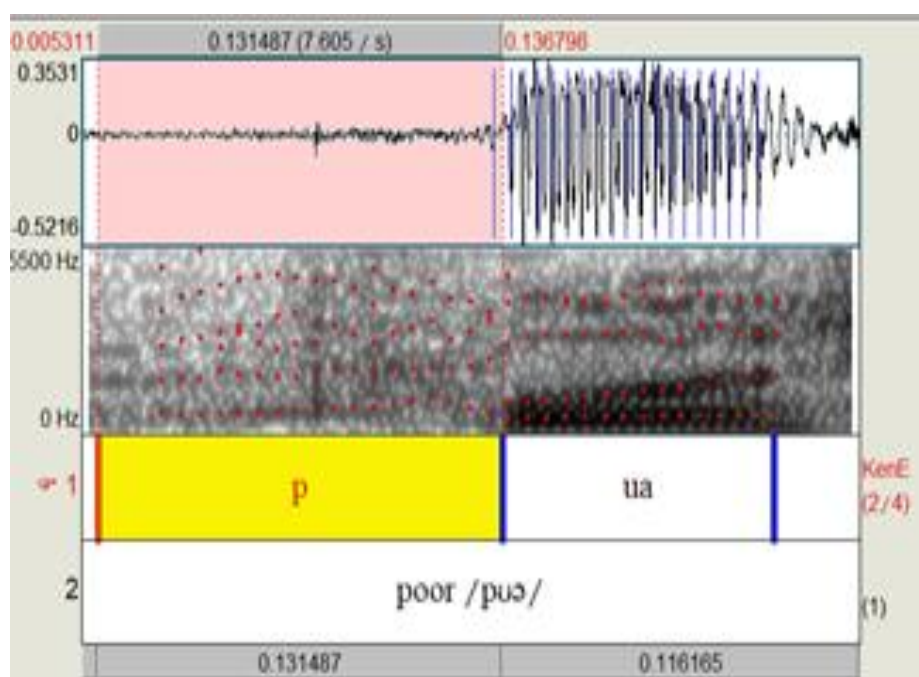 0.005311 0.131487 (7.605 / s) 0.136798
0.3531
0
-0.5216
5500 Hz
0 Hz
1 p ua KenE (2/4)
2 poor /puə/ (1)
0.131487 0.116165